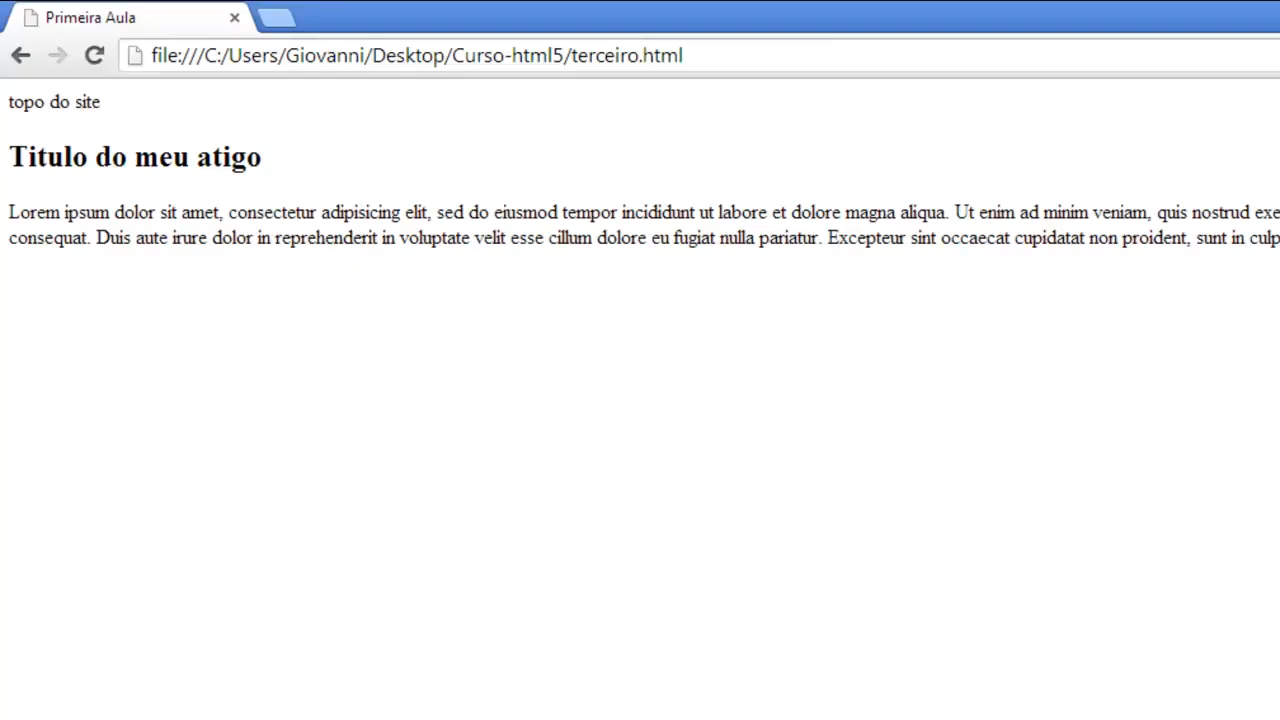 Primeira Aula
file:///C:/Users/Giovanni/Desktop/Curso-html5/terceiro.html
topo do site
Titulo do meu atigo
Lorem ipsum dolor sit amet, consectetur adipisicing elit, sed do eiusmod tempor incididunt ut labore et dolore magna aliqua. Ut enim ad minim veniam, quis nostrud exe
consequat. Duis aute irure dolor in reprehenderit in voluptate velit esse cillum dolore eu fugiat nulla pariatur. Excepteur sint occaecat cupidatat non proident, sunt in culp